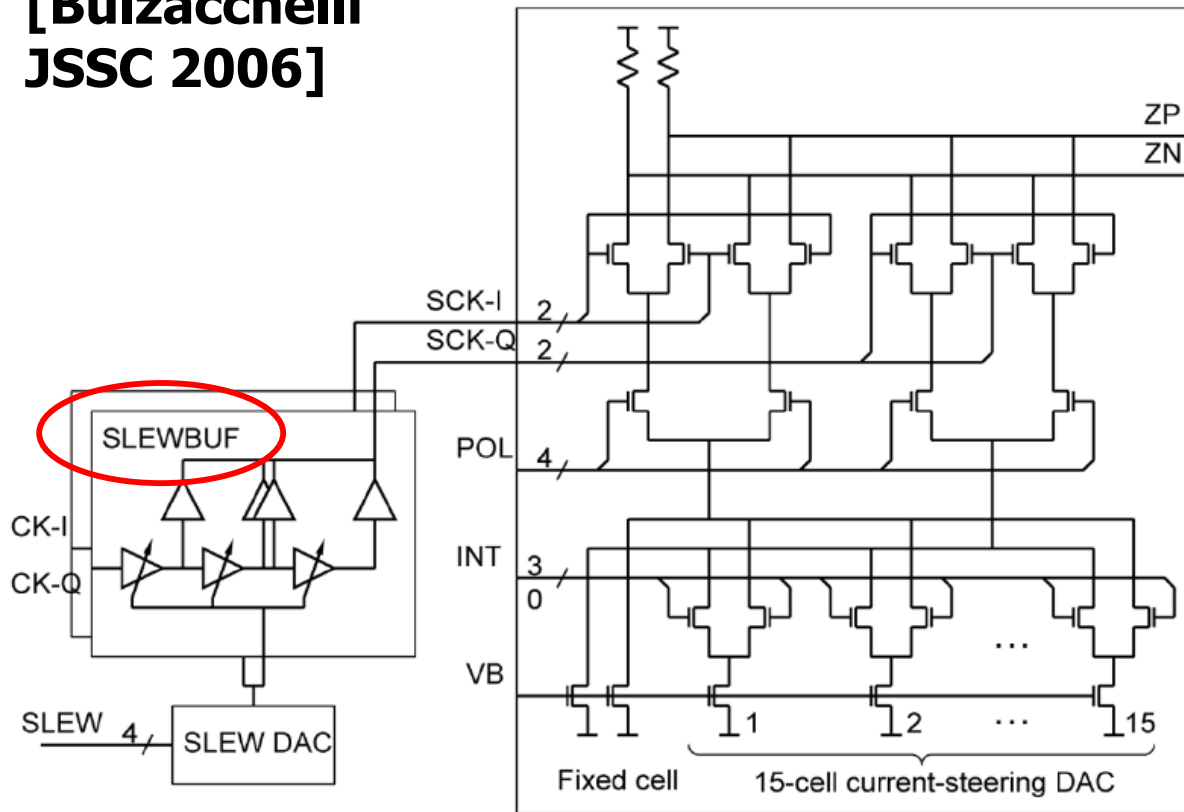 [Bulzacchelli
JSSC 2006]
ZP
ZN
SCK-I 2
SCK-Q 2
SLEWBUF
POL 4
CK-I
CK-Q
INT 3
0
VB
SLEW 4
SLEW DAC
1 2 ... 15
...
Fixed cell
15-cell current-steering DAC